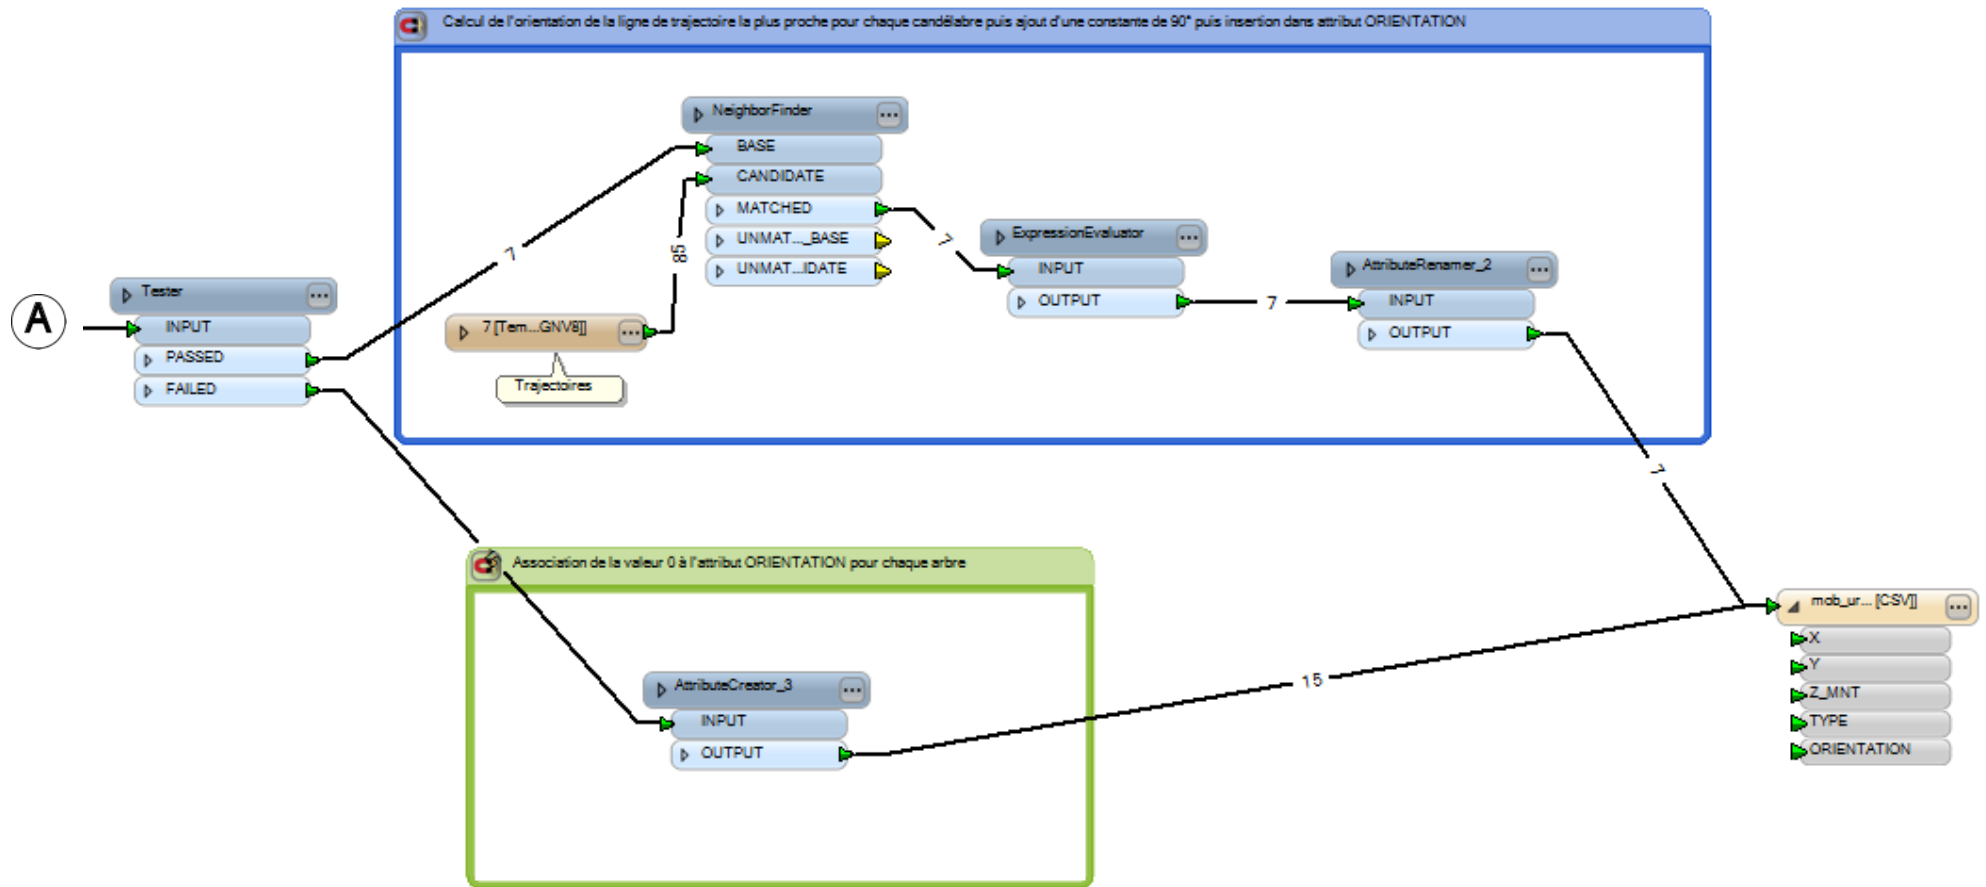 Calcul de l'orientation de la ligne de trajectoire la plus proche pour chaque candélabre puis ajout d'une constante de 90° puis insertion dans attribut ORIENTATION
NeighborFinder
BASE
CANDIDATE
MATCHED
UNMAT..._BASE
UNMAT...IDATE
7
85
7
ExpressionEvaluator
INPUT
OUTPUT
7
AttributeRenamer_2
INPUT
OUTPUT
A
Tester
INPUT
PASSED
FAILED
7 [Tem...GNV8]]
Trajectoires
7
Association de la valeur 0 à l'attribut ORIENTATION pour chaque arbre
AttributeCreator_3
INPUT
OUTPUT
15
mob_ur... [CSV]]
X
Y
Z_MNT
TYPE
ORIENTATION